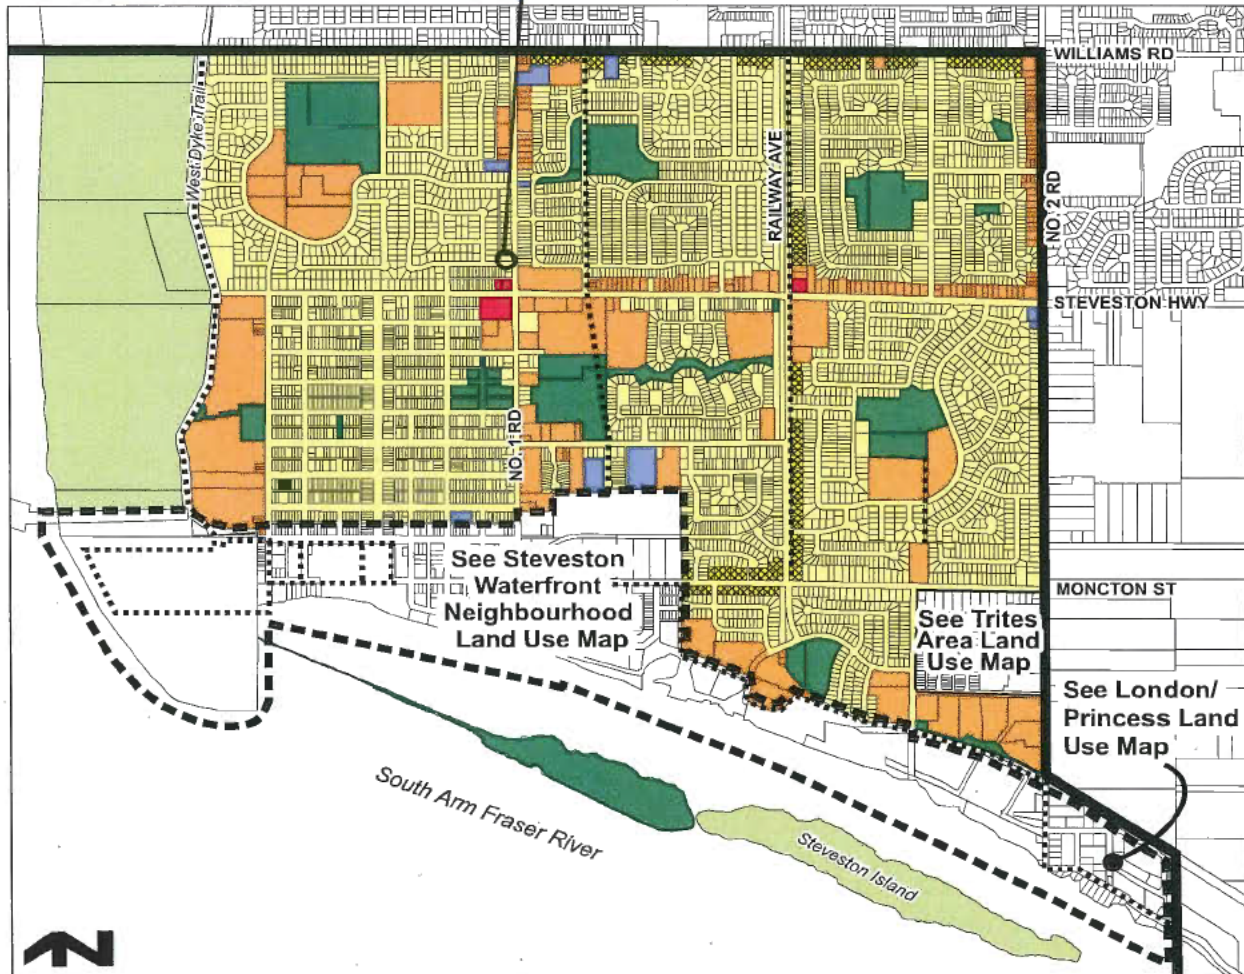 WILLIAMS RD
West Dyke Trail
RAILWAY AVE
NO. 2 RD
STEVESTON HWY
NO. 1 RD
MONCTON ST
See Steveston
Waterfront
Neighbourhood
Land Use Map
See Trites
Area Land
Use Map
See London/
Princess Land
Use Map
South Arm Fraser River
Steveston Island
N